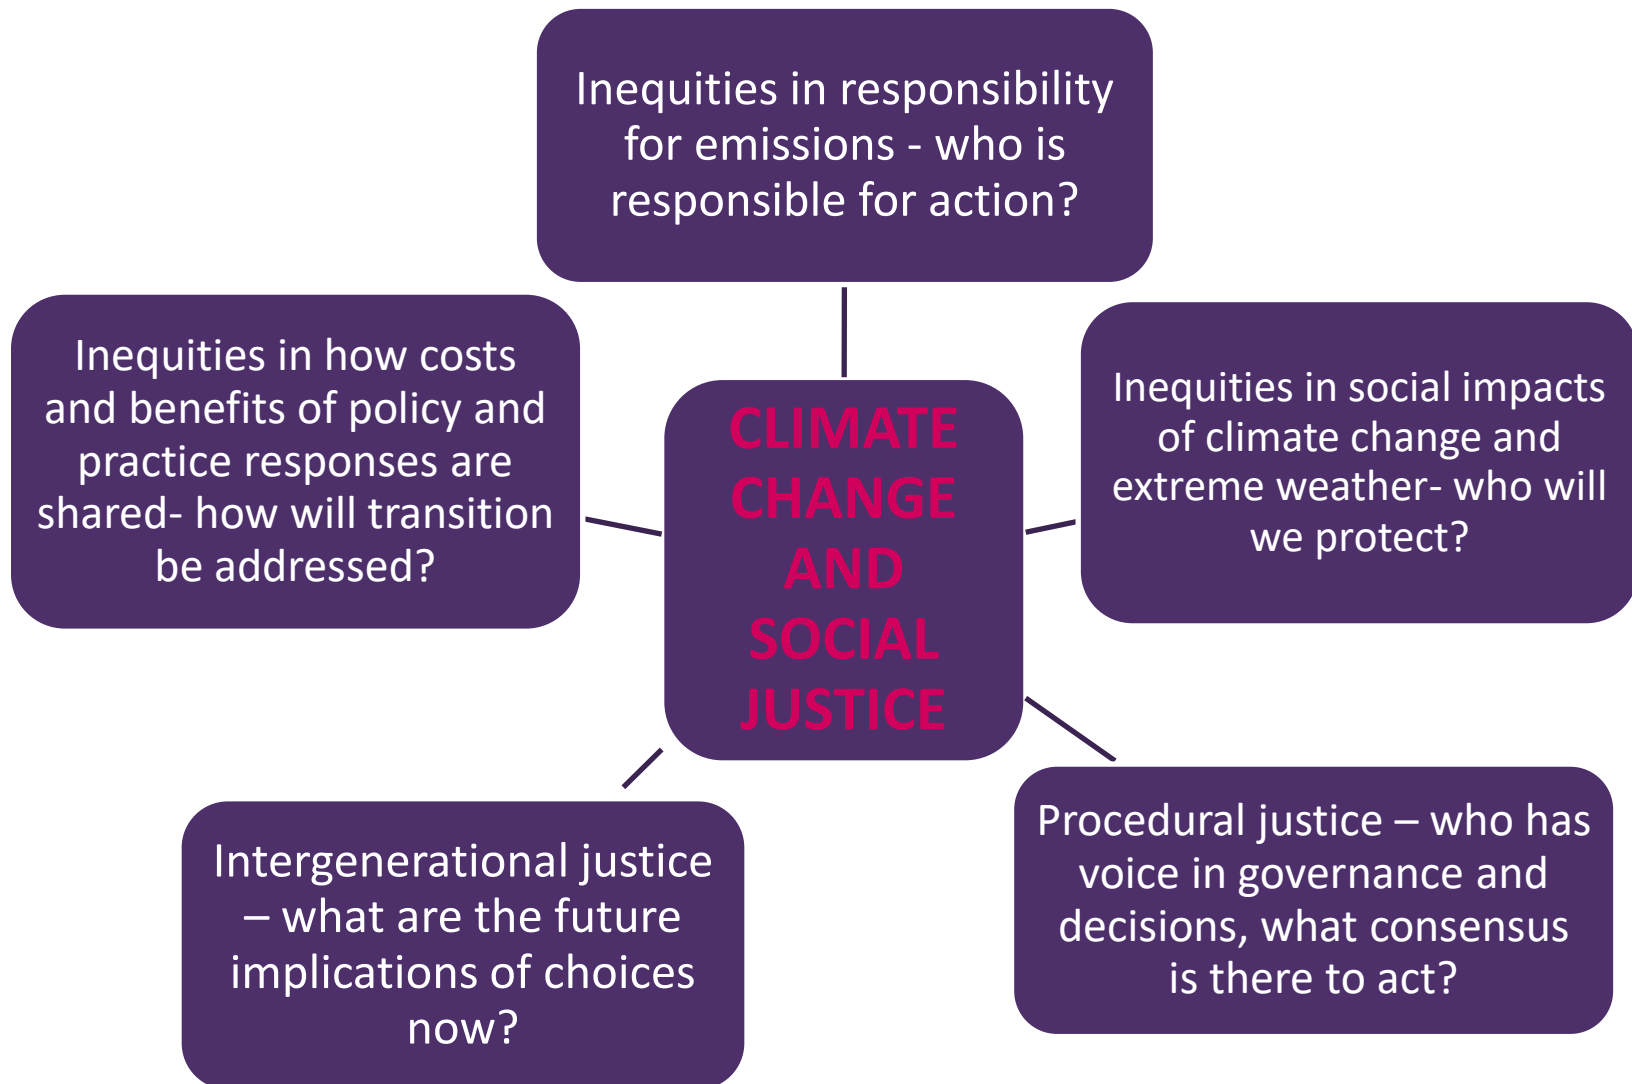 Inequities in responsibility
for emissions - who is
responsible for action?
Inequities in how costs
and benefits of policy and
practice responses are
shared- how will transition
be addressed?
CLIMATE
CHANGE
AND
SOCIAL
JUSTICE
Inequities in social impacts
of climate change and
extreme weather- who will
we protect?
Intergenerational justice
– what are the future
implications of choices
now?
Procedural justice – who has
voice in governance and
decisions, what consensus
is there to act?